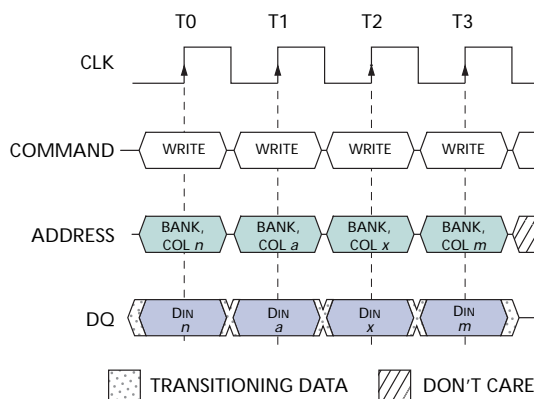 T0 T1 T2 T3
CLK
COMMAND WRITE WRITE WRITE WRITE
BANK, BANK, BANK, BANK,
ADDRESS COL n COL a COL x COL m
DIN DIN DIN DIN
DQ n a x m
TRANSITIONING DATA DON'T CARE